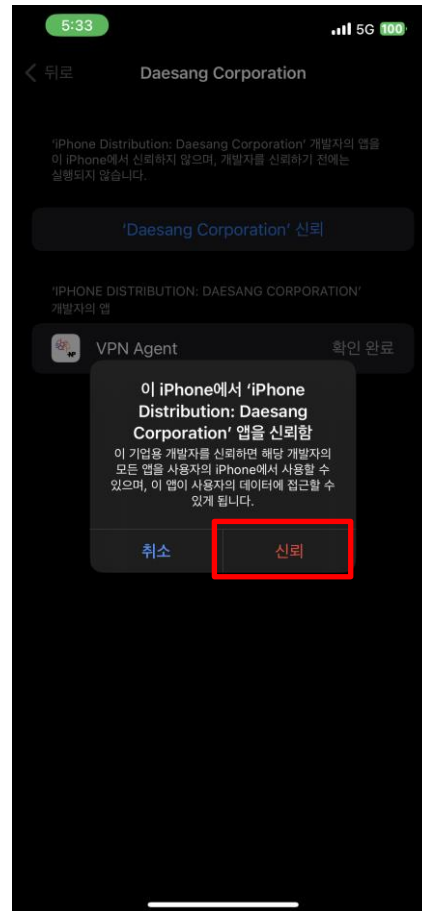 5:33
5G 100
뒤로
Daesang Corporation
'iPhone Distribution: Daesang Corporation' 개발자의 앱을
이 iPhone에서 신뢰하지 않으며, 개발자를 신뢰하기 전에는
실행되지 않습니다.
'Daesang Corporation' 신뢰
'IPHONE DISTRIBUTION: DAESANG CORPORATION'
개발자의 앱
VPN Agent
확인 완료
이 iPhone에서 'iPhone
Distribution: Daesang
Corporation' 앱을 신뢰함
이 기업용 개발자를 신뢰하면 해당 개발자의
모든 앱을 사용자의 iPhone에서 사용할 수
있으며, 이 앱이 사용자의 데이터에 접근할 수
있게 됩니다.
취소
신뢰